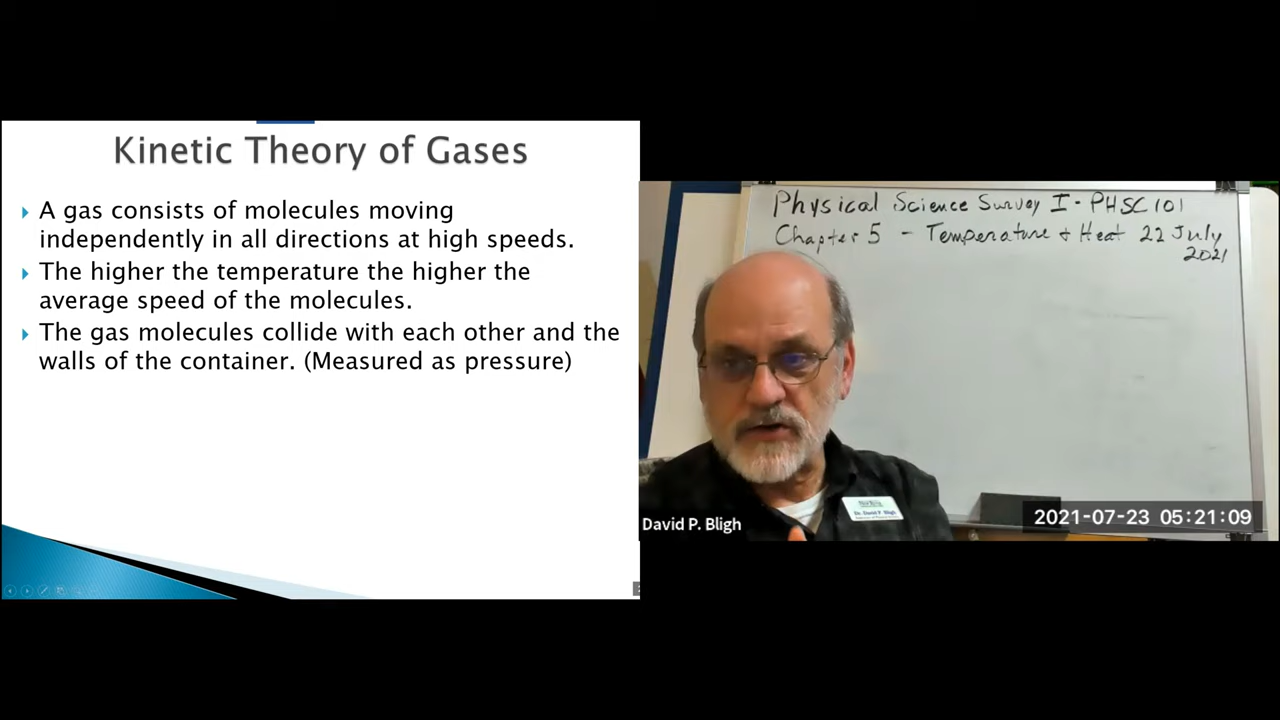 Kinetic Theory of Gases
A gas consists of molecules moving
independently in all directions at high speeds.
The higher the temperature the higher the
average speed of the molecules.
The gas molecules collide with each other and the
walls of the container. (Measured as pressure)
Physical Science Survey I - PHSC 101
Chapter 5 - Temperature + Heat 22 July
2021
Dr. David P. Bligh
David P. Bligh
2021-07-23 05:21:09